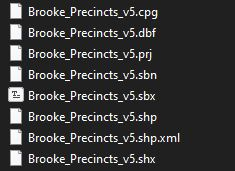 Brooke_Precincts_v5.cpg
Brooke_Precincts_v5.dbf
Brooke_Precincts_v5.prj
Brooke_Precincts_v5.sbn
Brooke_Precincts_v5.sbx
Brooke_Precincts_v5.shp
Brooke_Precincts_v5.shp.xml
Brooke_Precincts_v5.shx